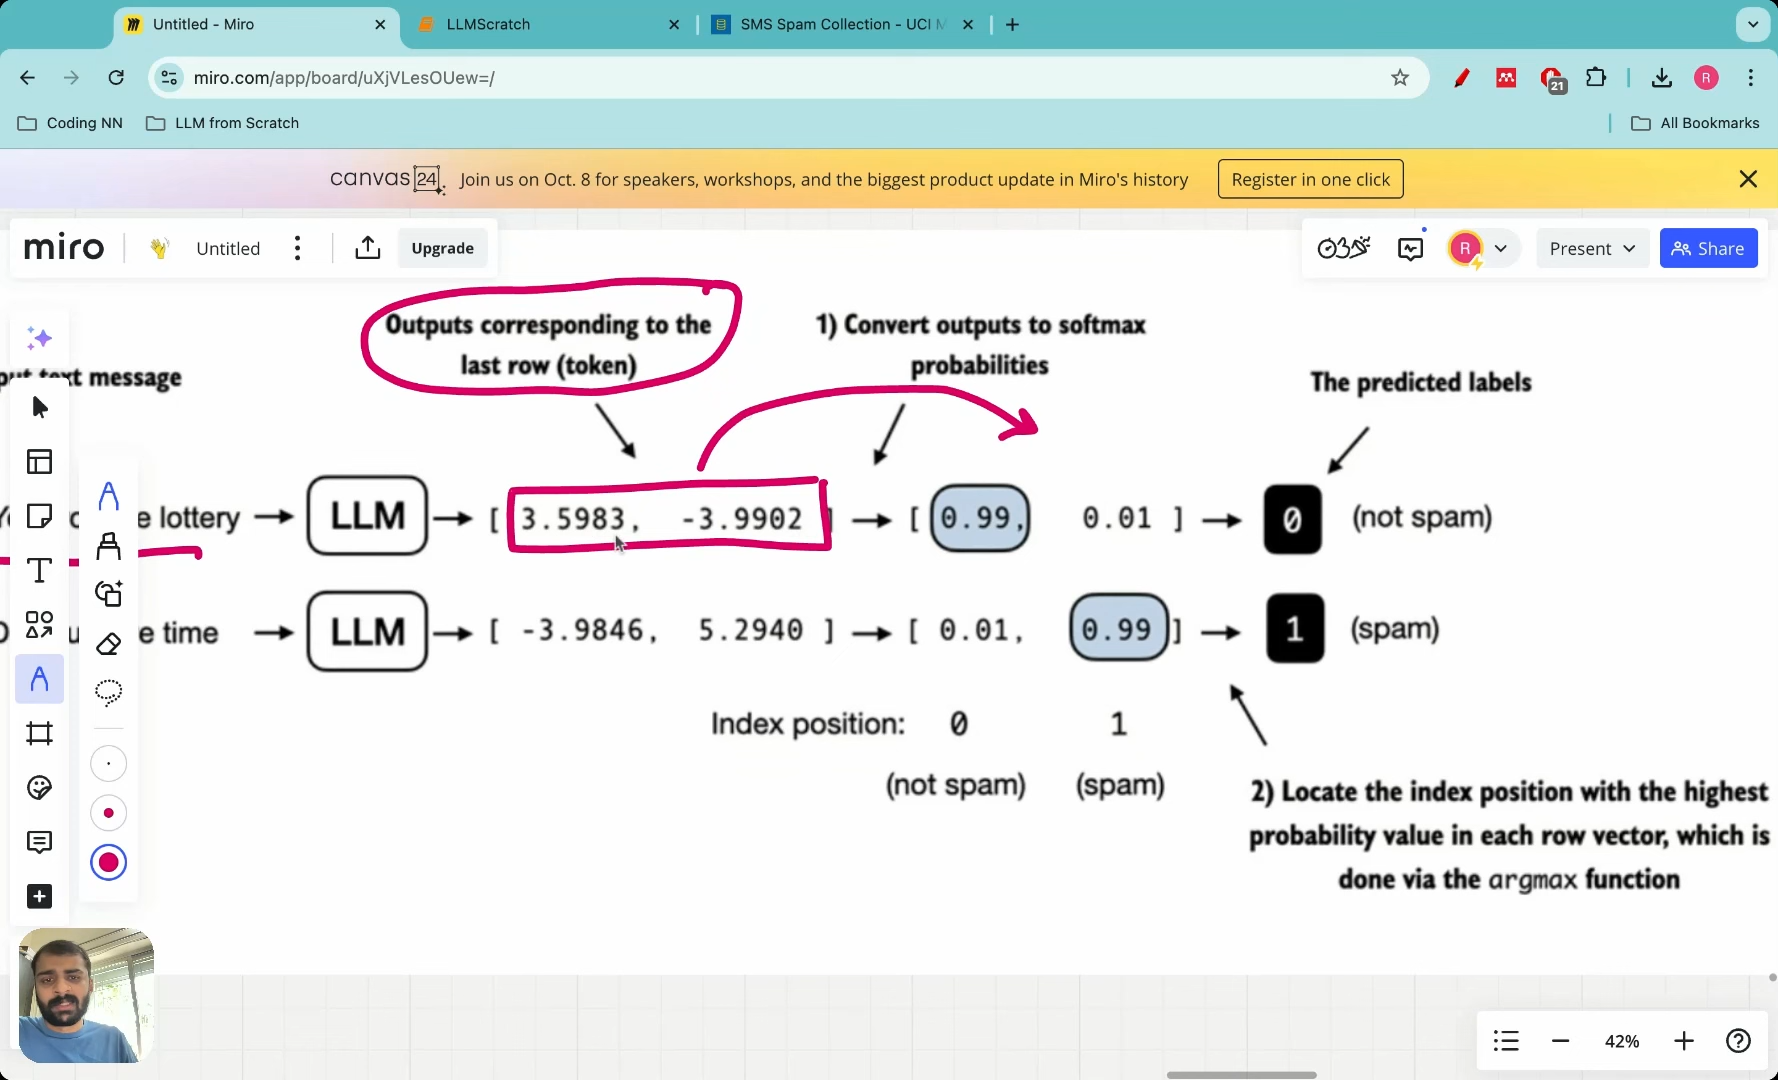 Untitled - Miro
LLMScratch
SMS Spam Collection - UCI M
miro.com/app/board/uXjVLesOUew=/
21
R
Coding NN
LLM from Scratch
All Bookmarks
canvas 24 Join us on Oct. 8 for speakers, workshops, and the biggest product update in Miro's history
Register in one click
miro
Untitled
Upgrade
R
Present
Share
Outputs corresponding to the
last row (token)
1) Convert outputs to softmax
probabilities
text message
The predicted labels
e lottery
LLM
[ 3.5983, -3.9902 ]
[ 0.99, 0.01 ]
0
(not spam)
e time
LLM
[ -3.9846, 5.2940 ]
[ 0.01, 0.99 ]
1
(spam)
Index position: 0 1
(not spam) (spam)
2) Locate the index position with the highest
probability value in each row vector, which is
done via the argmax function
42%